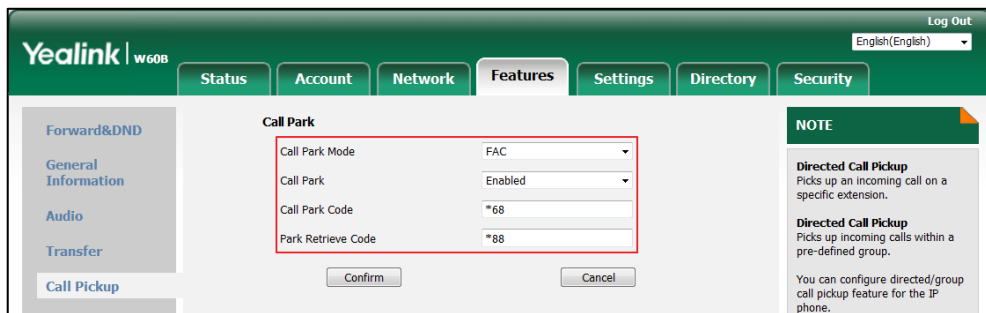 Log Out
Yealink W60B
English(English)
Status Account Network Features Settings Directory Security
Forward&DND
General
Information
Audio
Transfer
Call Pickup
Call Park
Call Park Mode FAC
Call Park Enabled
Call Park Code *68
Park Retrieve Code *88
Confirm Cancel
NOTE
Directed Call Pickup
Picks up an incoming call on a
specific extension.
Directed Call Pickup
Picks up incoming calls within a
pre-defined group.
You can configure directed/group
call pickup feature for the IP
phone.